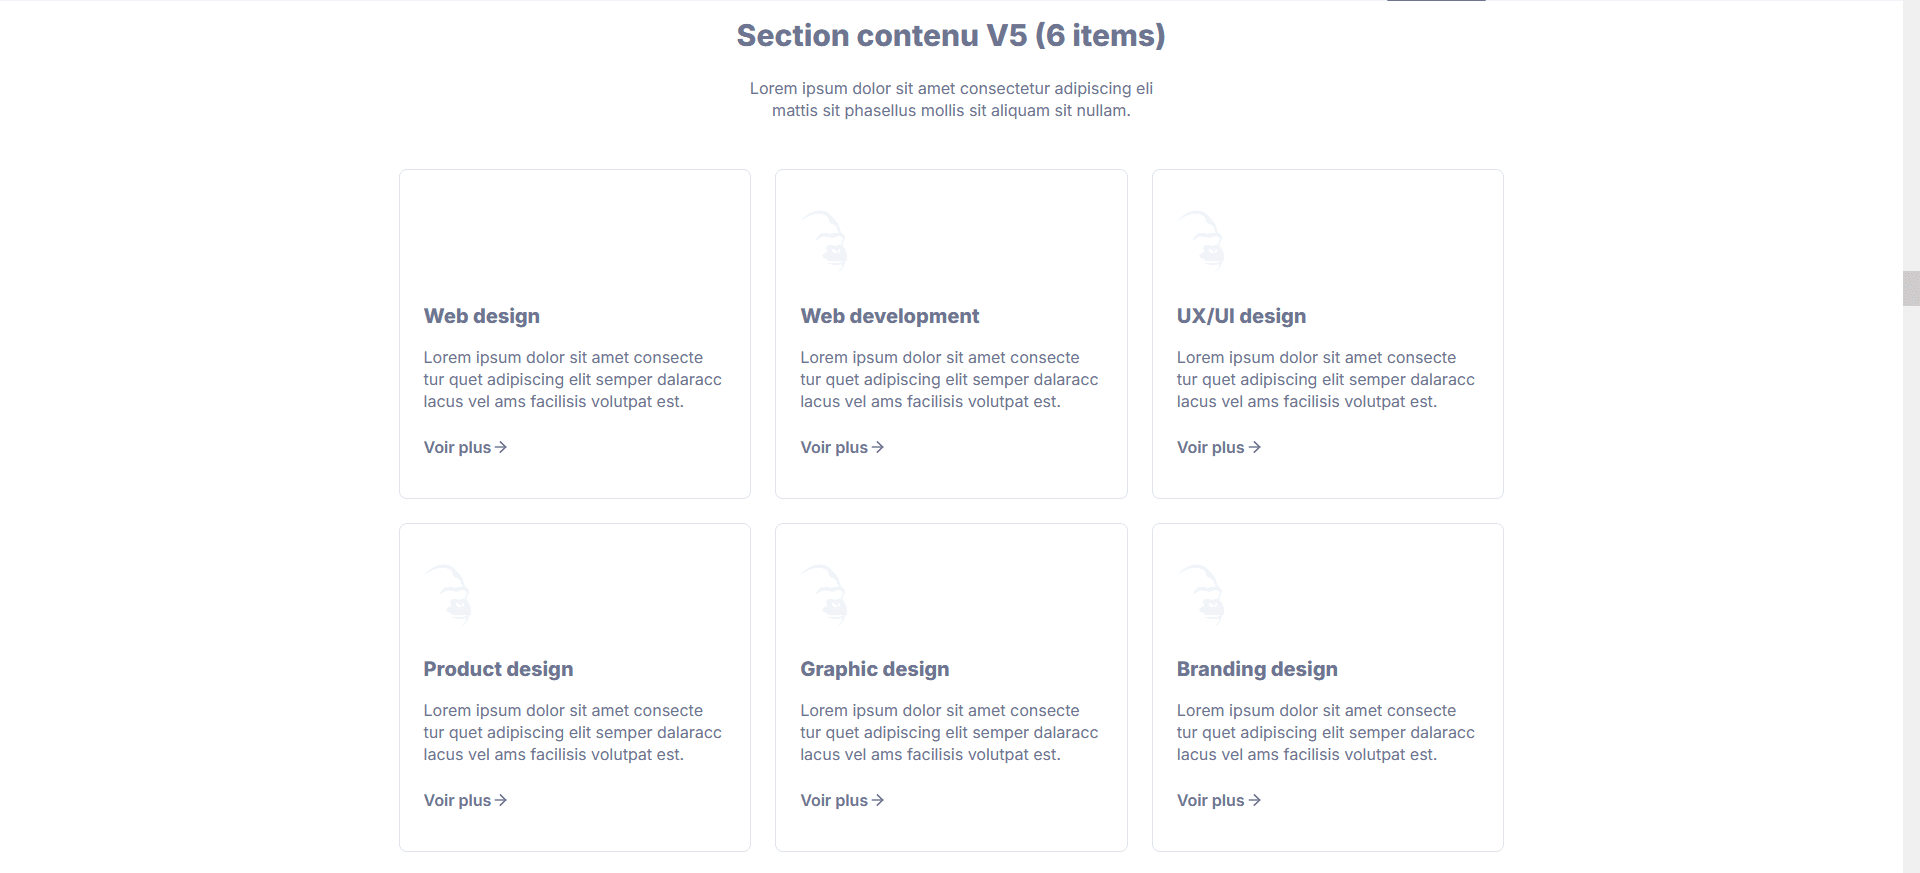 Section contenu V5 (6 items)
Lorem ipsum dolor sit amet consectetur adipiscing eli
mattis sit phasellus mollis sit aliquam sit nullam.
Web design
Lorem ipsum dolor sit amet consecte
tur quet adipiscing elit semper dalaracc
lacus vel ams facilisis volutpat est.
Voir plus →
Web development
Lorem ipsum dolor sit amet consecte
tur quet adipiscing elit semper dalaracc
lacus vel ams facilisis volutpat est.
Voir plus →
UX/UI design
Lorem ipsum dolor sit amet consecte
tur quet adipiscing elit semper dalaracc
lacus vel ams facilisis volutpat est.
Voir plus →
Product design
Lorem ipsum dolor sit amet consecte
tur quet adipiscing elit semper dalaracc
lacus vel ams facilisis volutpat est.
Voir plus →
Graphic design
Lorem ipsum dolor sit amet consecte
tur quet adipiscing elit semper dalaracc
lacus vel ams facilisis volutpat est.
Voir plus →
Branding design
Lorem ipsum dolor sit amet consecte
tur quet adipiscing elit semper dalaracc
lacus vel ams facilisis volutpat est.
Voir plus →